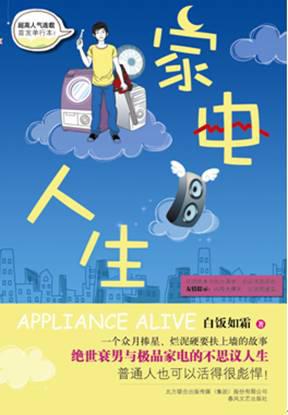 超高人气连载
首发单行本!
家电
人生
APPLIANCE ALIVE 白饭如霜 著
一个众月捧星、烂泥硬要扶上墙的故事
绝世衰男与极品家电的不思议人生
普通人也可以活得很彪悍!
北方联合出版传媒(集团)股份有限公司
春风文艺出版社